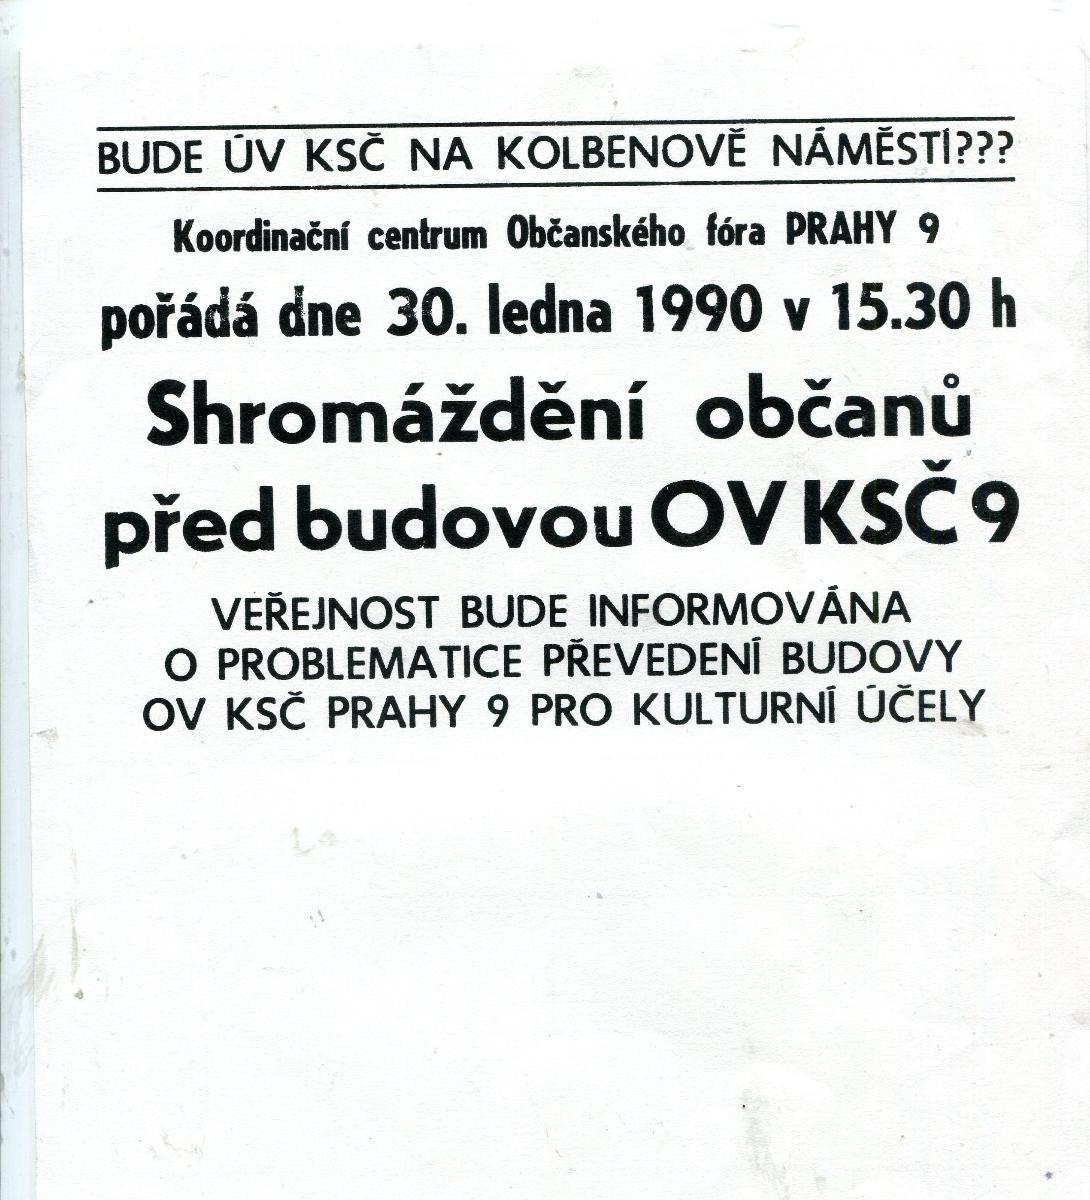 BUDE ÚV KSČ NA KOLBENOVĚ NÁMĚSTÍ???
Koordinační centrum Občanského fóra PRAHY 9
pořádá dne 30. ledna 1990 v 15.30 h
Shromáždění občanů
před budovou OV KSČ 9
VEŘEJNOST BUDE INFORMOVÁNA
O PROBLEMATICE PŘEVEDENÍ BUDOVY
OV KSČ PRAHY 9 PRO KULTURNÍ ÚČELY